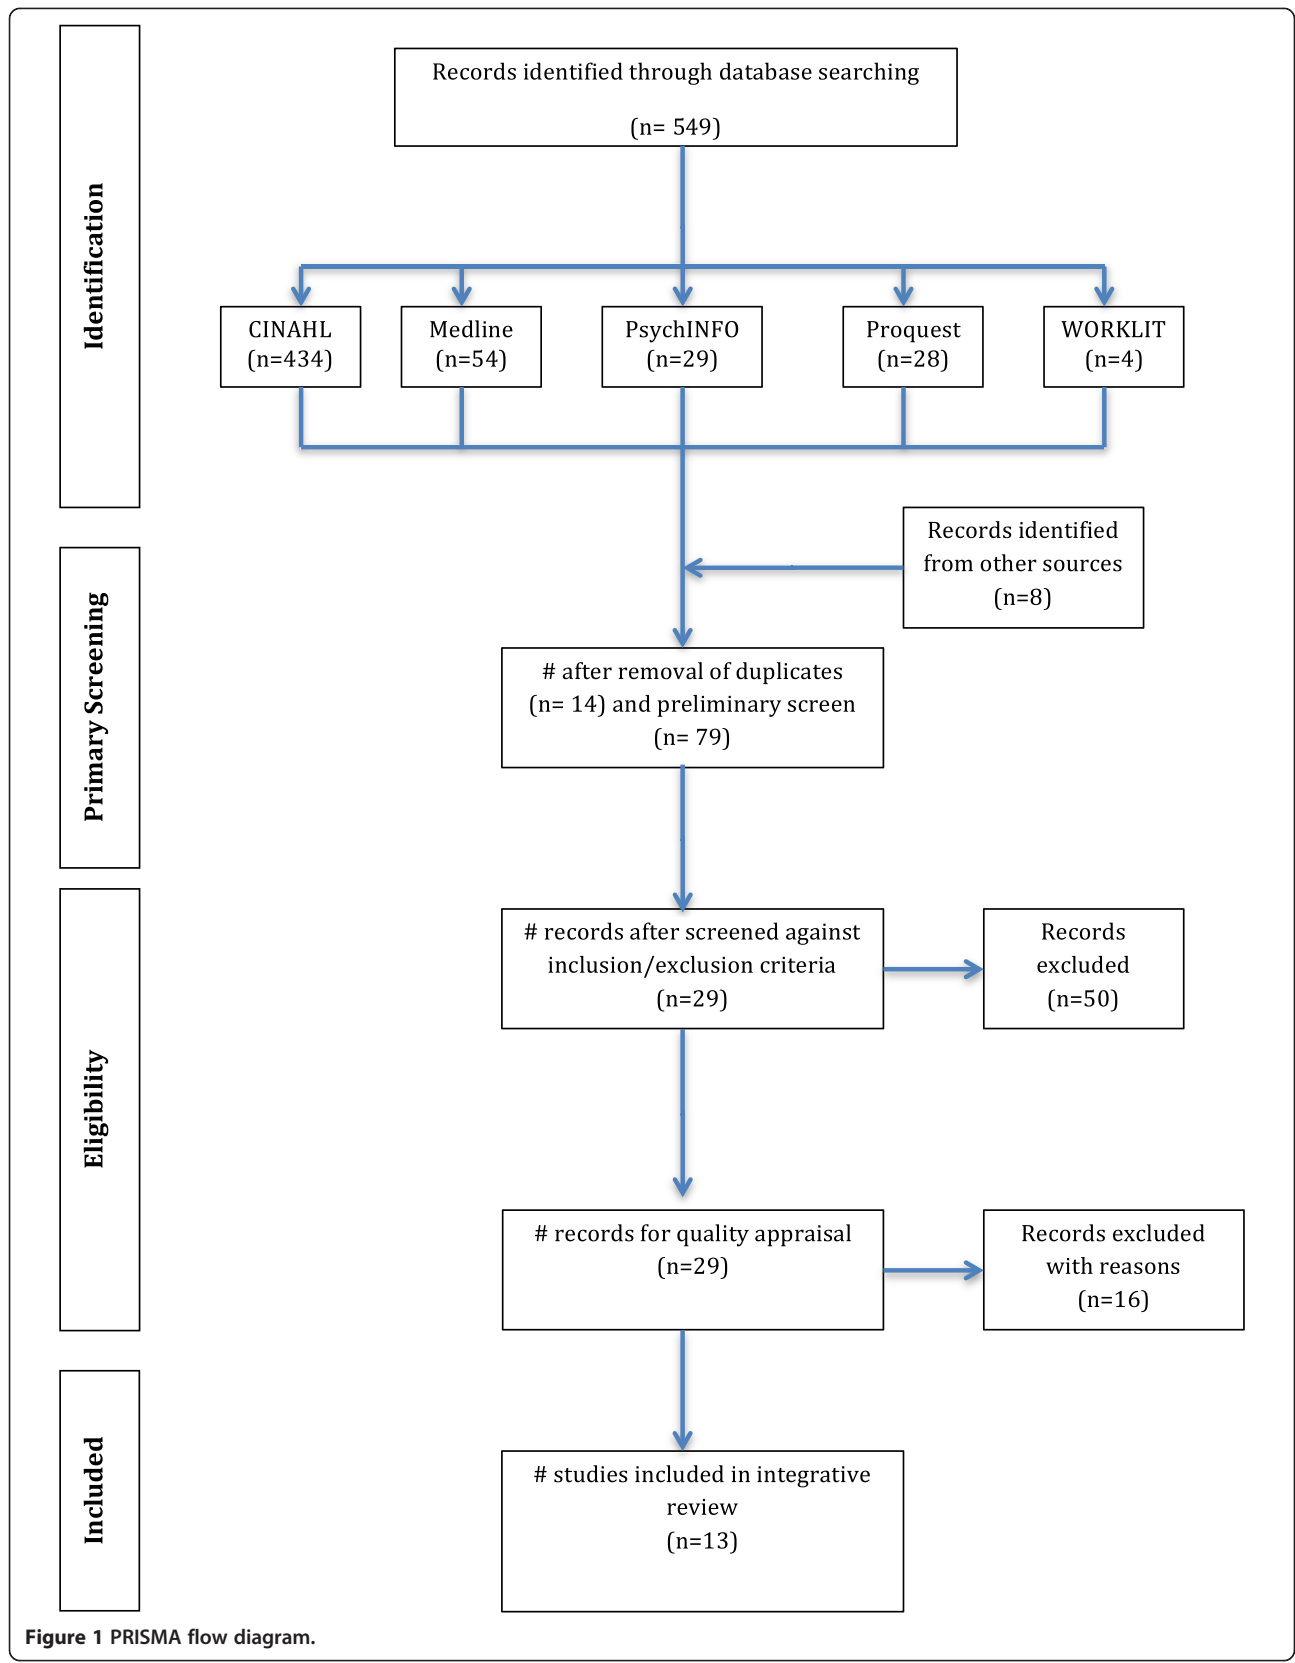 Identification
Records identified through database searching
(n= 549)
CINAHL
(n=434)
Medline
(n=54)
PsychINFO
(n=29)
Proquest
(n=28)
WORKLIT
(n=4)
Records identified
from other sources
(n=8)
Primary Screening
# after removal of duplicates
(n= 14) and preliminary screen
(n= 79)
Eligibility
# records after screened against
inclusion/exclusion criteria
(n=29)
Records
excluded
(n=50)
# records for quality appraisal
(n=29)
Records excluded
with reasons
(n=16)
Included
# studies included in integrative
review
(n=13)
Figure 1 PRISMA flow diagram.